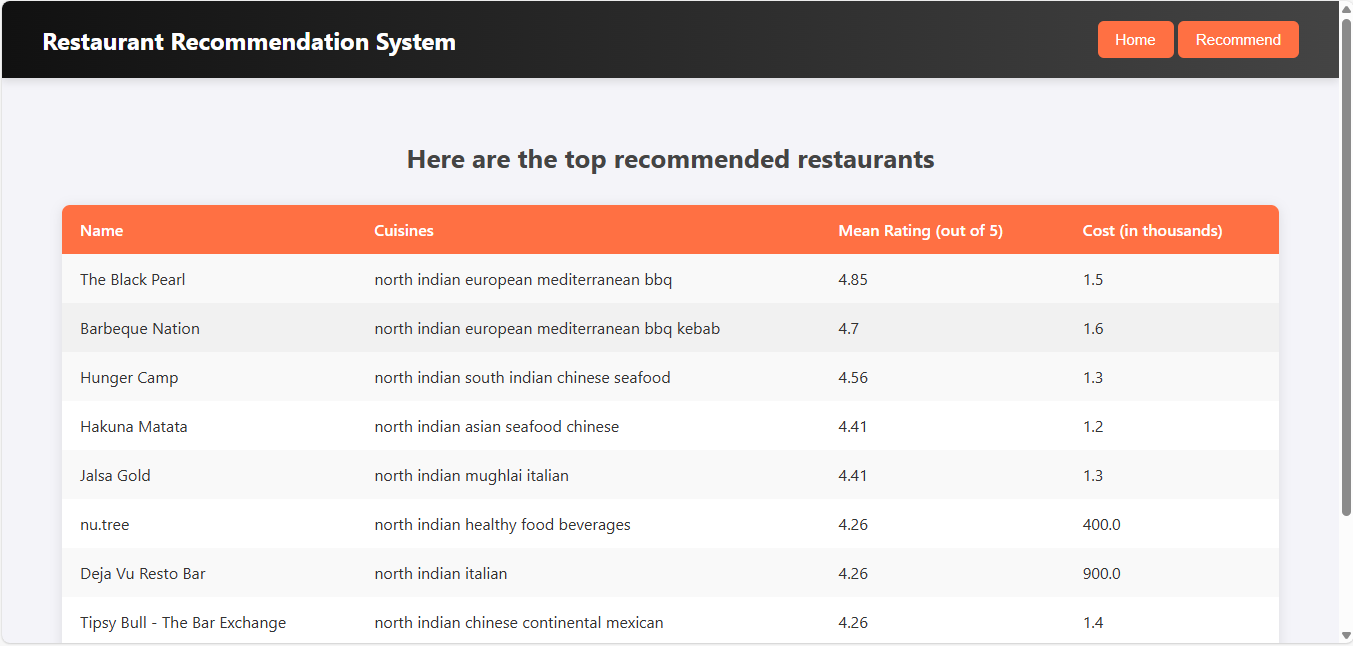 Restaurant Recommendation System Home Recommend
Here are the top recommended restaurants
Name Cuisines Mean Rating (out of 5) Cost (in thousands)
The Black Pearl north indian european mediterranean bbq 4.85 1.5
Barbeque Nation north indian european mediterranean bbq kebab 4.7 1.6
Hunger Camp north indian south indian chinese seafood 4.56 1.3
Hakuna Matata north indian asian seafood chinese 4.41 1.2
Jalsa Gold north indian mughlai italian 4.41 1.3
nu.tree north indian healthy food beverages 4.26 400.0
Deja Vu Resto Bar north indian italian 4.26 900.0
Tipsy Bull - The Bar Exchange north indian chinese continental mexican 4.26 1.4